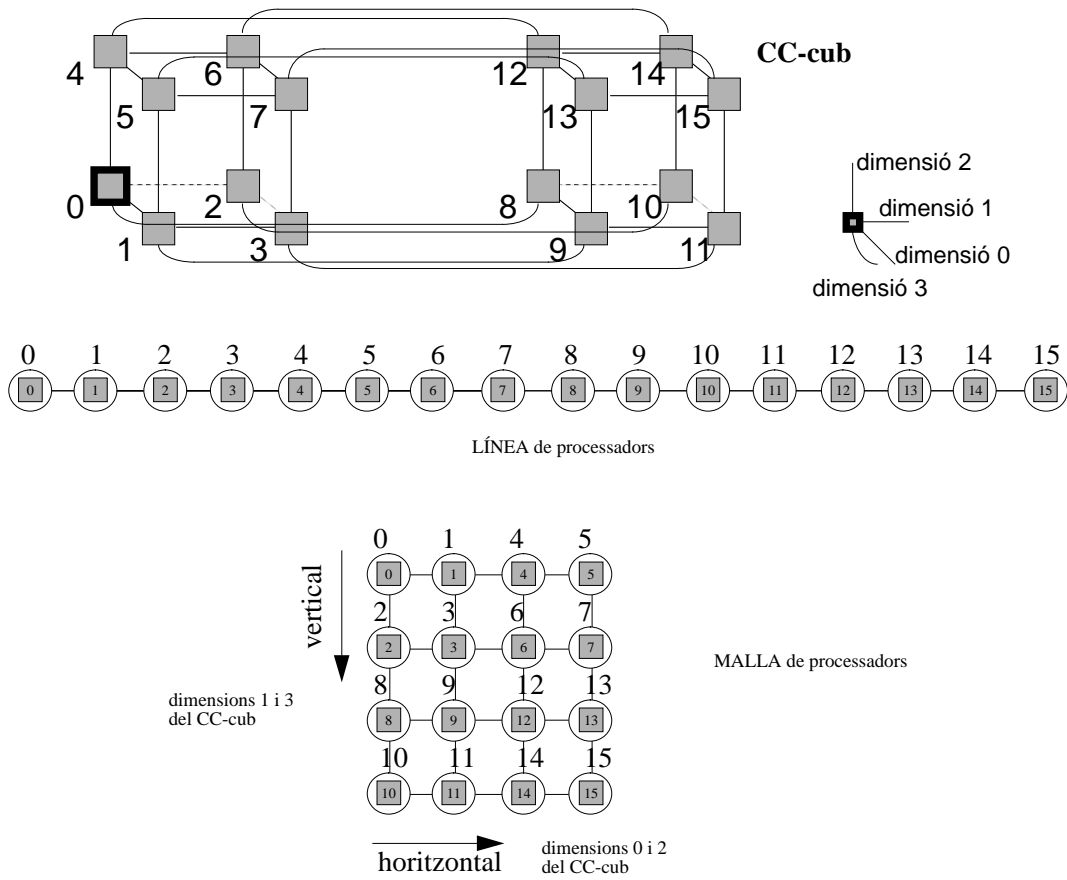 CC-cub
4 6 12 14
5 7 13 15
0 2 8 10
1 3 9 11
dimensió 2
dimensió 1
dimensió 0
dimensió 3
0 1 2 3 4 5 6 7 8 9 10 11 12 13 14 15
0 1 2 3 4 5 6 7 8 9 10 11 12 13 14 15
LÍNEA de processadors
0 1 4 5
0 1 4 5
2 3 6 7
2 3 6 7
8 9 12 13
8 9 12 13
10 11 14 15
10 11 14 15
vertical
MALLA de processadors
dimensions 1 i 3
del CC-cub
horitzontal
dimensions 0 i 2
del CC-cub